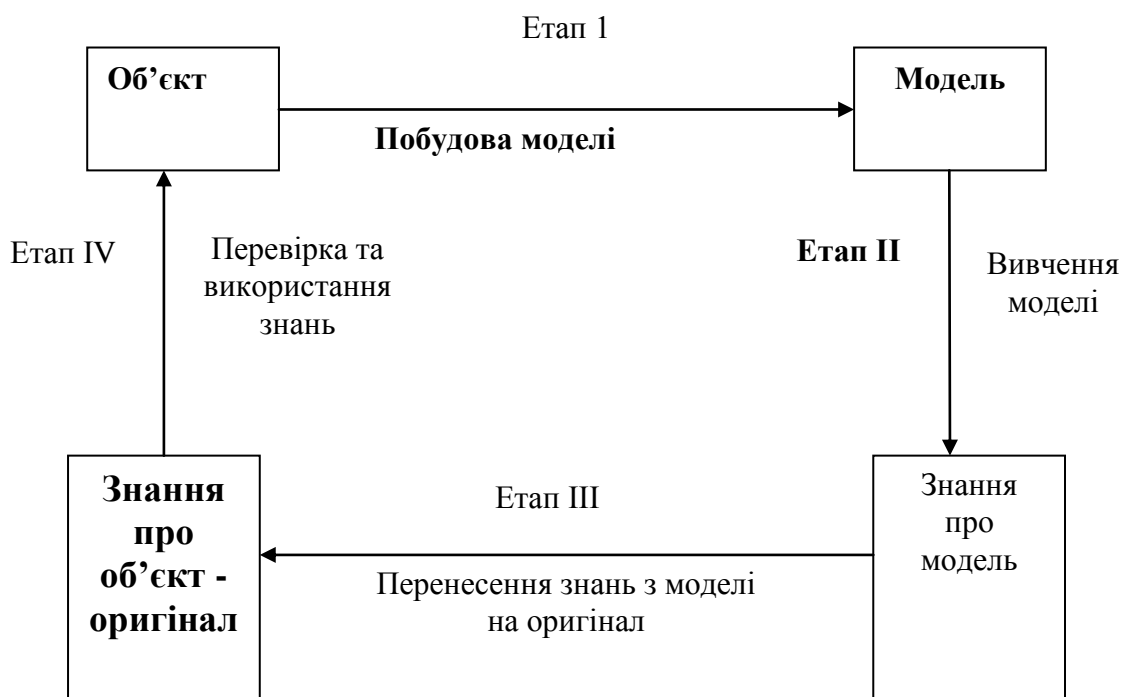 Етап 1
Об’єкт
Модель
Побудова моделі
Етап IV
Перевірка та
використання
знань
Етап II
Вивчення
моделі
Знання
про
об’єкт -
оригінал
Етап III
Перенесення знань з моделі
на оригінал
Знання
про
модель